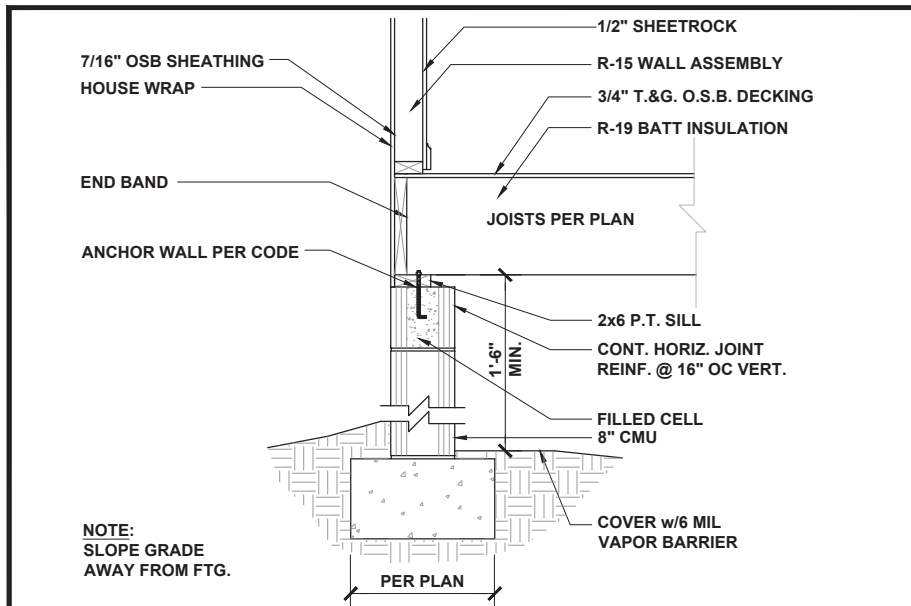 1/2" SHEETROCK
7/16" OSB SHEATHING
R-15 WALL ASSEMBLY
HOUSE WRAP
3/4" T.&G. O.S.B. DECKING
R-19 BATT INSULATION
END BAND
JOISTS PER PLAN
ANCHOR WALL PER CODE
2x6 P.T. SILL
1'-6"
MIN.
CONT. HORIZ. JOINT
REINF. @ 16" OC VERT.
FILLED CELL
8" CMU
NOTE:
SLOPE GRADE
AWAY FROM FTG.
COVER w/6 MIL
VAPOR BARRIER
PER PLAN